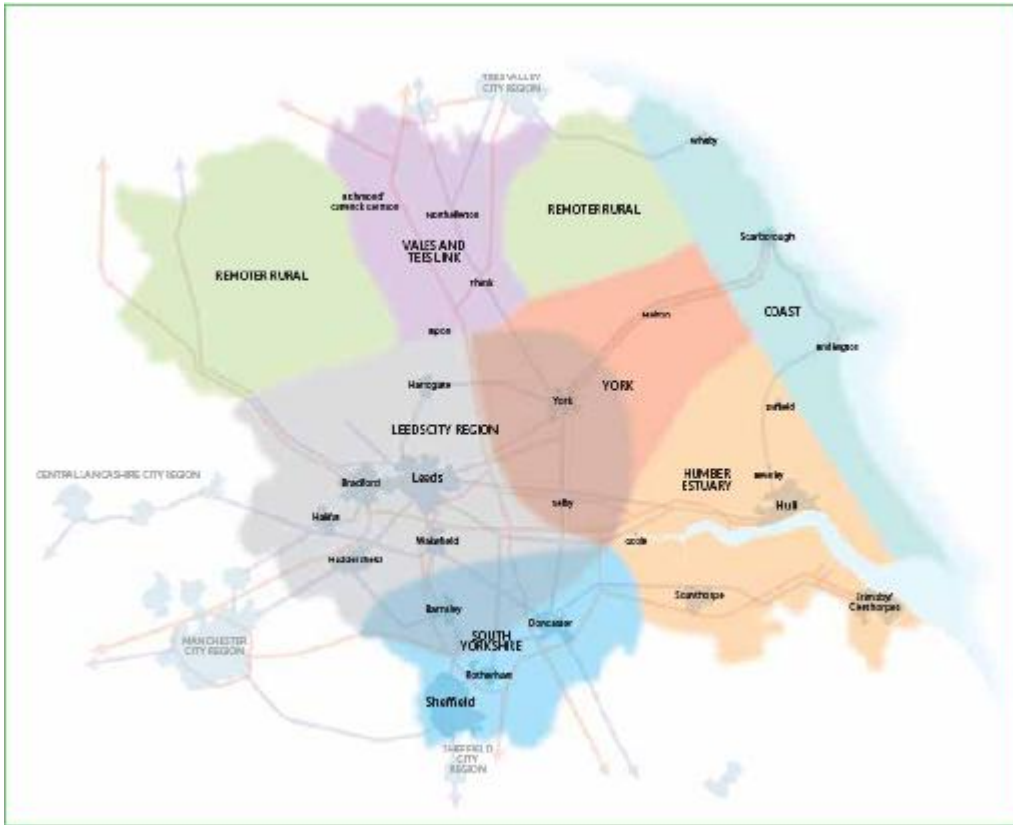 TEES VALLEY
CITY REGION
Whitby
Richmond/
Catterick Garrison
Northallerton
REMOTER RURAL
VALES AND
TEES LINK
Scarborough
REMOTER RURAL
Thirsk
COAST
Malton
Ripon
Bridlington
Harrogate
YORK
York
Driffield
LEEDS CITY REGION
CENTRAL LANCASHIRE CITY REGION
HUMBER
ESTUARY
Beverley
Leeds
Bradford
Selby
Hull
Halifax
Wakefield
Goole
Huddersfield
Scunthorpe
Grimsby/
Cleethorpes
Barnsley
Doncaster
SOUTH
YORKSHIRE
MANCHESTER
CITY REGION
Rotherham
Sheffield
SHEFFIELD
CITY
REGION